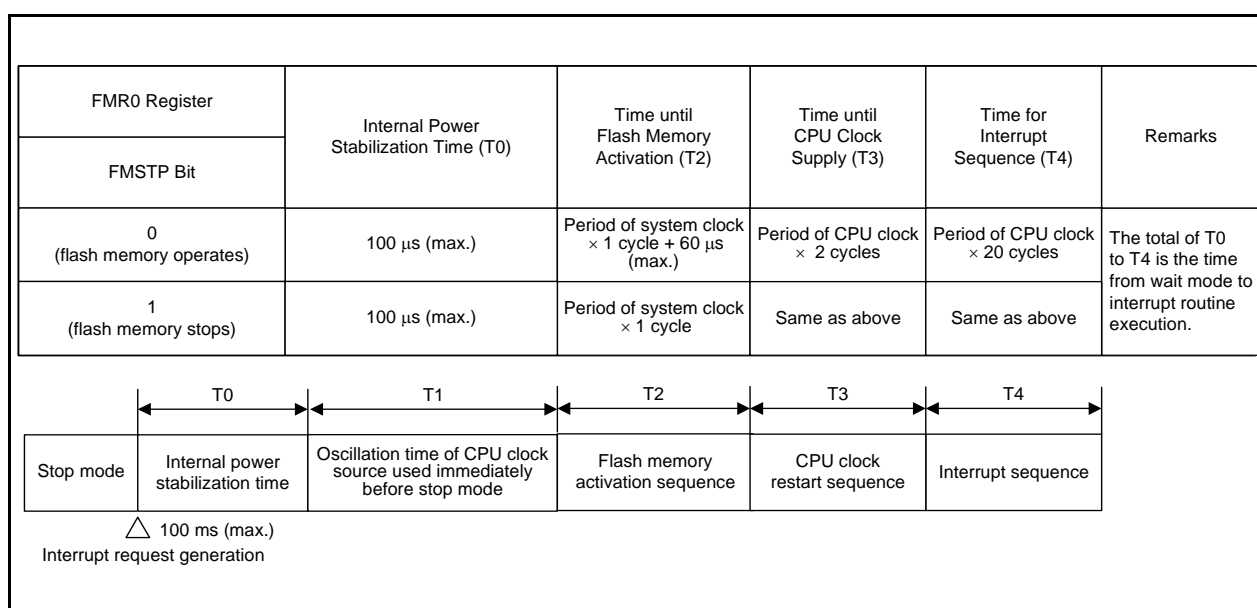 FMR0 Register
FMSTP Bit
Internal Power
Stabilization Time (T0)
Time until
Flash Memory
Activation (T2)
Time until
CPU Clock
Supply (T3)
Time for
Interrupt
Sequence (T4)
Remarks
0
(flash memory operates)
100 μs (max.)
Period of system clock
× 1 cycle + 60 μs
(max.)
Period of CPU clock
× 2 cycles
Period of CPU clock
× 20 cycles
The total of T0
to T4 is the time
from wait mode to
interrupt routine
execution.
1
(flash memory stops)
100 μs (max.)
Period of system clock
× 1 cycle
Same as above
Same as above
T0
T1
T2
T3
T4
Stop mode
Internal power
stabilization time
Oscillation time of CPU clock
source used immediately
before stop mode
Flash memory
activation sequence
CPU clock
restart sequence
Interrupt sequence
100 ms (max.)
Interrupt request generation